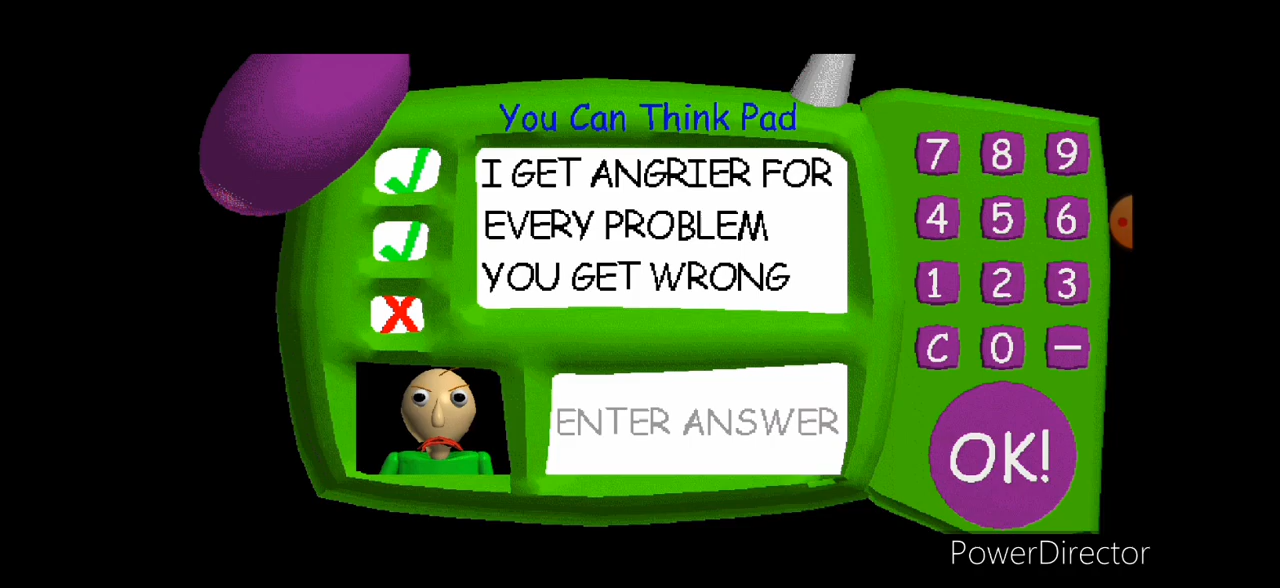 You Can Think Pad
I GET ANGRIER FOR
EVERY PROBLEM
YOU GET WRONG
ENTER ANSWER
7 8 9
4 5 6
1 2 3
C 0 −
OK!
PowerDirector